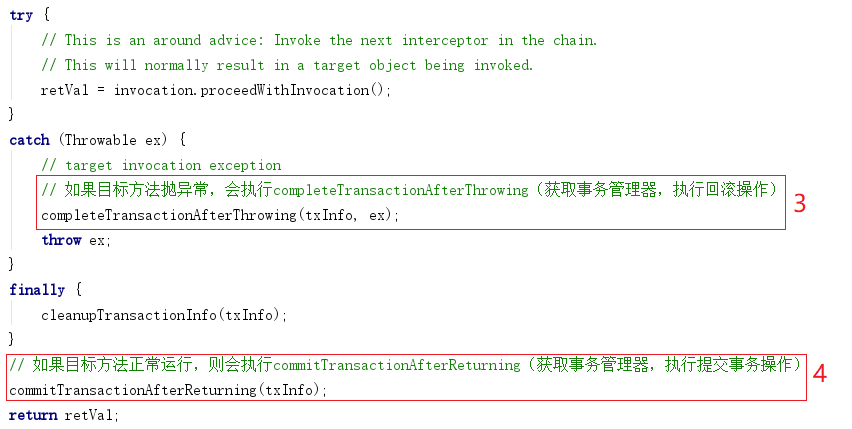 try {
// This is an around advice: Invoke the next interceptor in the chain.
// This will normally result in a target object being invoked.
retVal = invocation.proceedWithInvocation();
}
catch (Throwable ex) {
// target invocation exception
// 如果目标方法抛异常，会执行completeTransactionAfterThrowing（获取事务管理器，执行回滚操作）
completeTransactionAfterThrowing(txInfo, ex);
3
throw ex;
}
finally {
cleanupTransactionInfo(txInfo);
}
// 如果目标方法正常运行，则会执行commitTransactionAfterReturning（获取事务管理器，执行提交事务操作）
commitTransactionAfterReturning(txInfo);
4
return retVal;